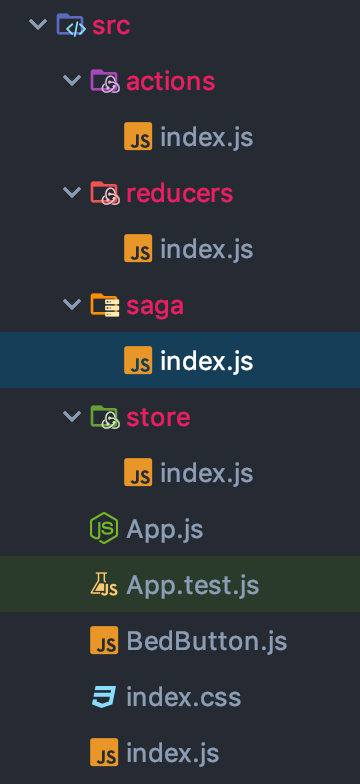 src
actions
JS index.js
reducers
JS index.js
saga
JS index.js
store
JS index.js
JS App.js
JS App.test.js
JS BedButton.js
index.css
JS index.js